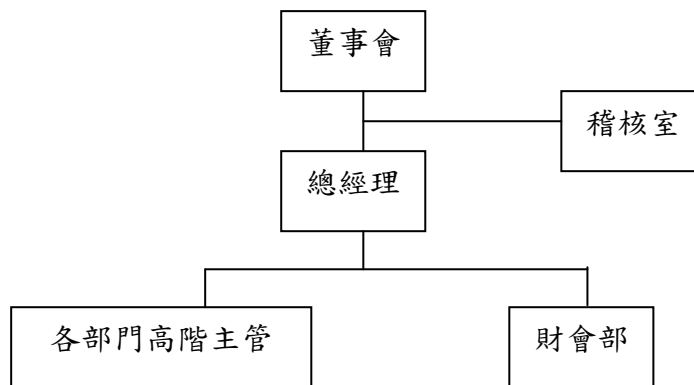 董事會
稽核室
總經理
各部門高階主管
財會部